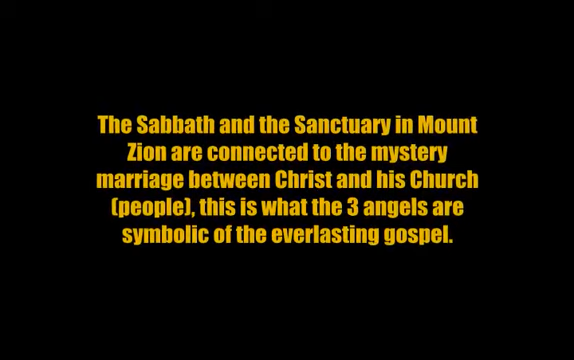 The Sabbath and the Sanctuary in Mount
Zion are connected to the mystery
marriage between Christ and his Church
(people), this is what the 3 angels are
symbolic of the everlasting gospel.